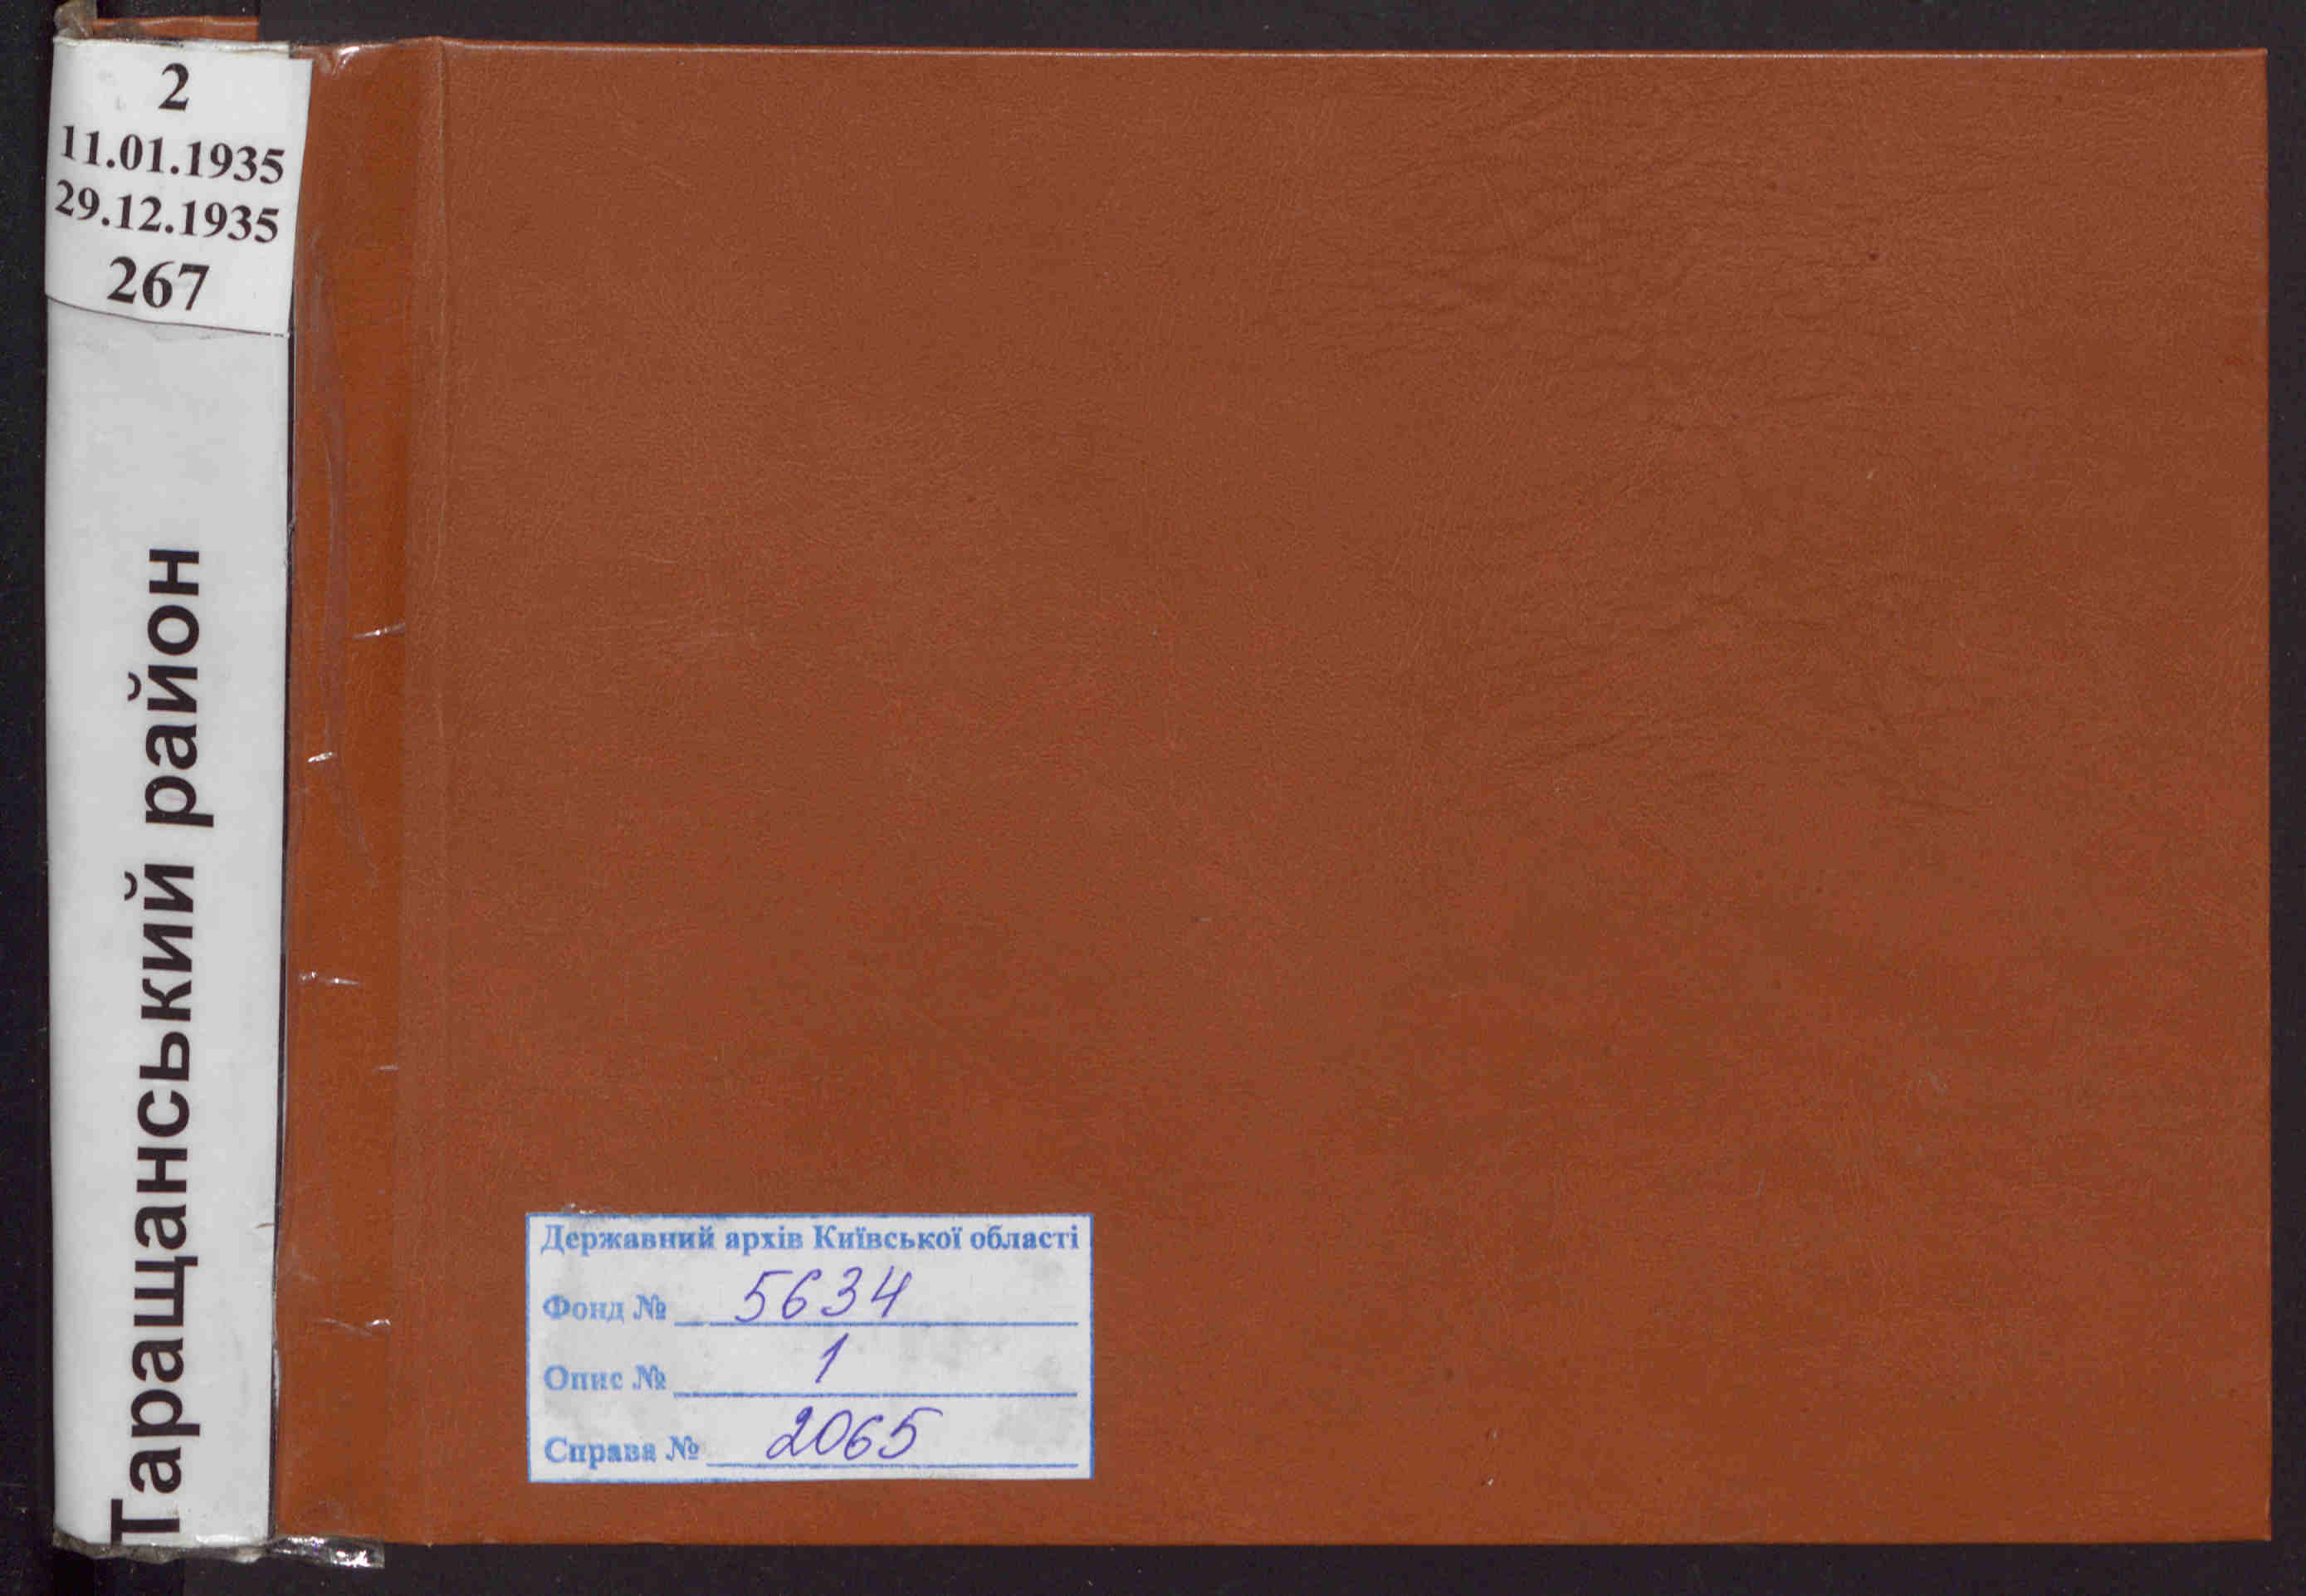 2
11.01.1935
29.12.1935
267
Таращанський район
Державний архів Київської області
Фонд № 5634
Опис № 1
Справа № 2065